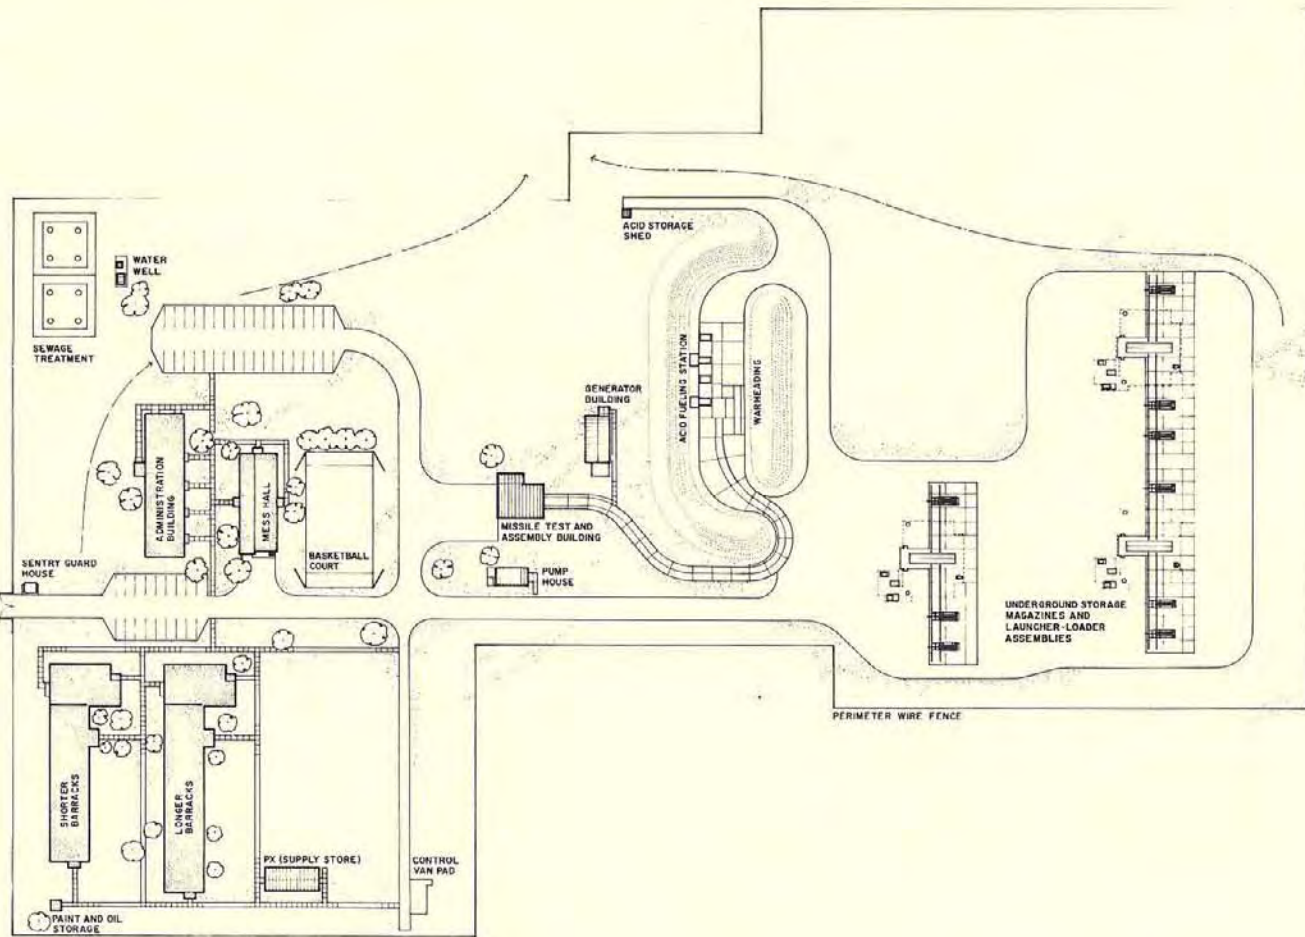 ACID STORAGE
SHED
WATER
WELL
SEWAGE
TREATMENT
GENERATOR
BUILDING
ACID FUELING STATION
WARHEADING
ADMINISTRATION
BUILDING
MESS HALL
BASKETBALL
COURT
MISSILE TEST AND
ASSEMBLY BUILDING
SENTRY GUARD
HOUSE
PUMP
HOUSE
UNDERGROUND STORAGE
MAGAZINES AND
LAUNCHER-LOADER
ASSEMBLIES
PERIMETER WIRE FENCE
SHORTER
BARRACKS
LONGER
BARRACKS
PX (SUPPLY STORE)
CONTROL
VAN PAD
PAINT AND OIL
STORAGE